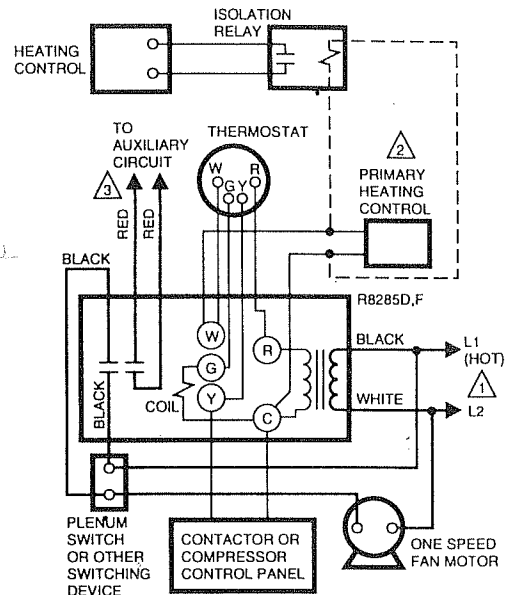 ISOLATION
RELAY
HEATING
CONTROL
TO
AUXILIARY
CIRCUIT
THERMOSTAT
2
3
W
G
Y
R
PRIMARY
HEATING
CONTROL
RED
RED
BLACK
R8285D,F
W
R
BLACK
L1
(HOT)
G
1
Y
COIL
BLACK
WHITE
L2
C
PLENUM
SWITCH
OR OTHER
SWITCHING
DEVICE
CONTACTOR OR
COMPRESSOR
CONTROL PANEL
ONE SPEED
FAN MOTOR